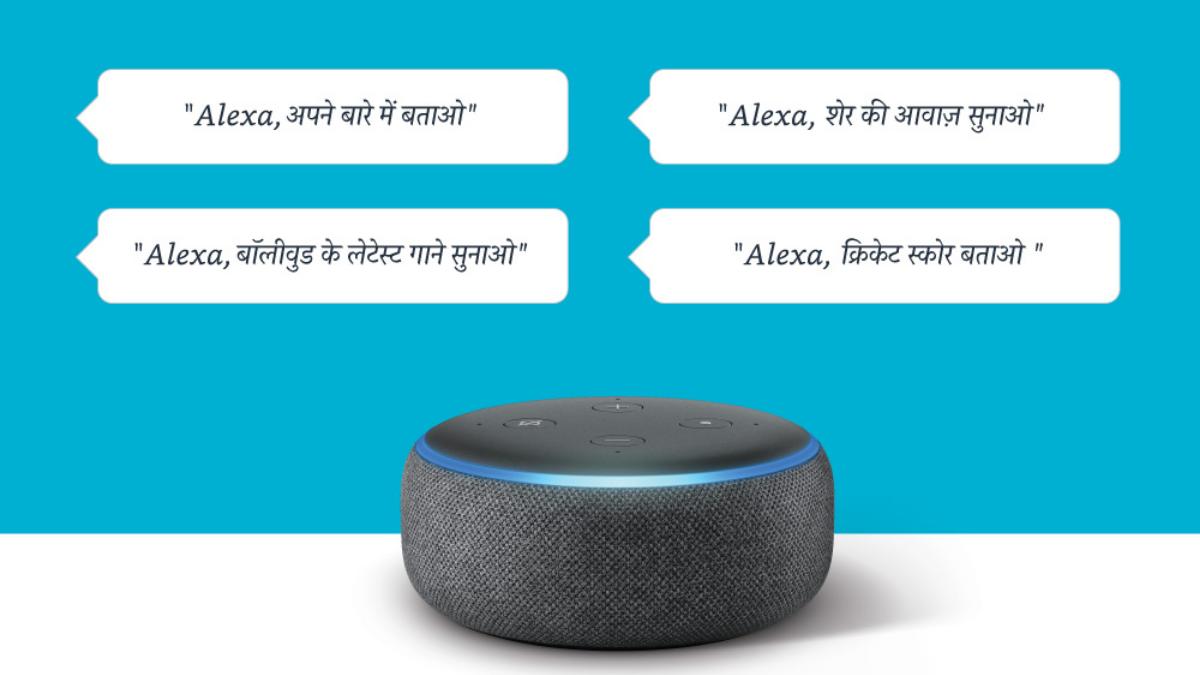 "Alexa, अपने बारे में बताओ"
"Alexa, शेर की आवाज़ सुनाओ"
"Alexa, बॉलीवुड के लेटेस्ट गाने सुनाओ"
"Alexa, क्रिकेट स्कोर बताओ "